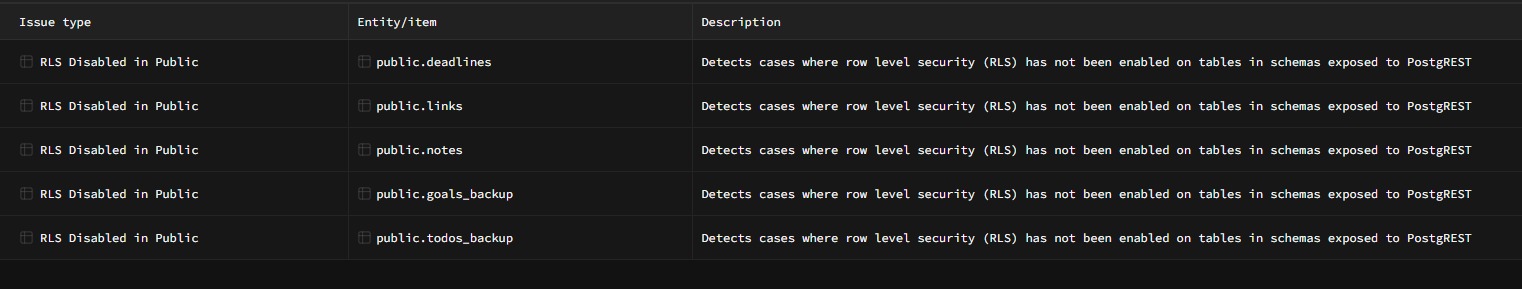 Issue type Entity/item Description
RLS Disabled in Public public.deadlines Detects cases where row level security (RLS) has not been enabled on tables in schemas exposed to PostgREST
RLS Disabled in Public public.links Detects cases where row level security (RLS) has not been enabled on tables in schemas exposed to PostgREST
RLS Disabled in Public public.notes Detects cases where row level security (RLS) has not been enabled on tables in schemas exposed to PostgREST
RLS Disabled in Public public.goals_backup Detects cases where row level security (RLS) has not been enabled on tables in schemas exposed to PostgREST
RLS Disabled in Public public.todos_backup Detects cases where row level security (RLS) has not been enabled on tables in schemas exposed to PostgREST